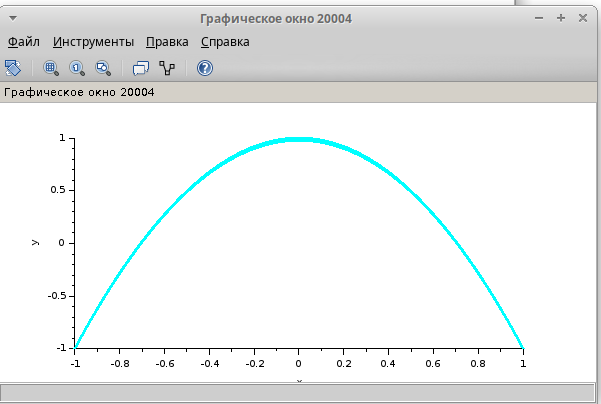 Графическое окно 20004
Файл Инструменты Правка Справка
Графическое окно 20004
1
0.5
0
-0.5
-1
y
-1 -0.8 -0.6 -0.4 -0.2 0 0.2 0.4 0.6 0.8 1